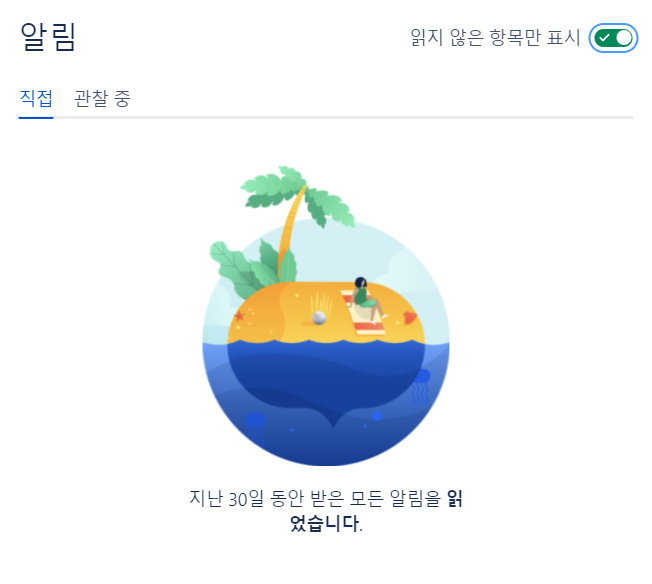 알림
읽지 않은 항목만 표시
직접
관찰 중
지난 30일 동안 받은 모든 알림을 읽
었습니다.